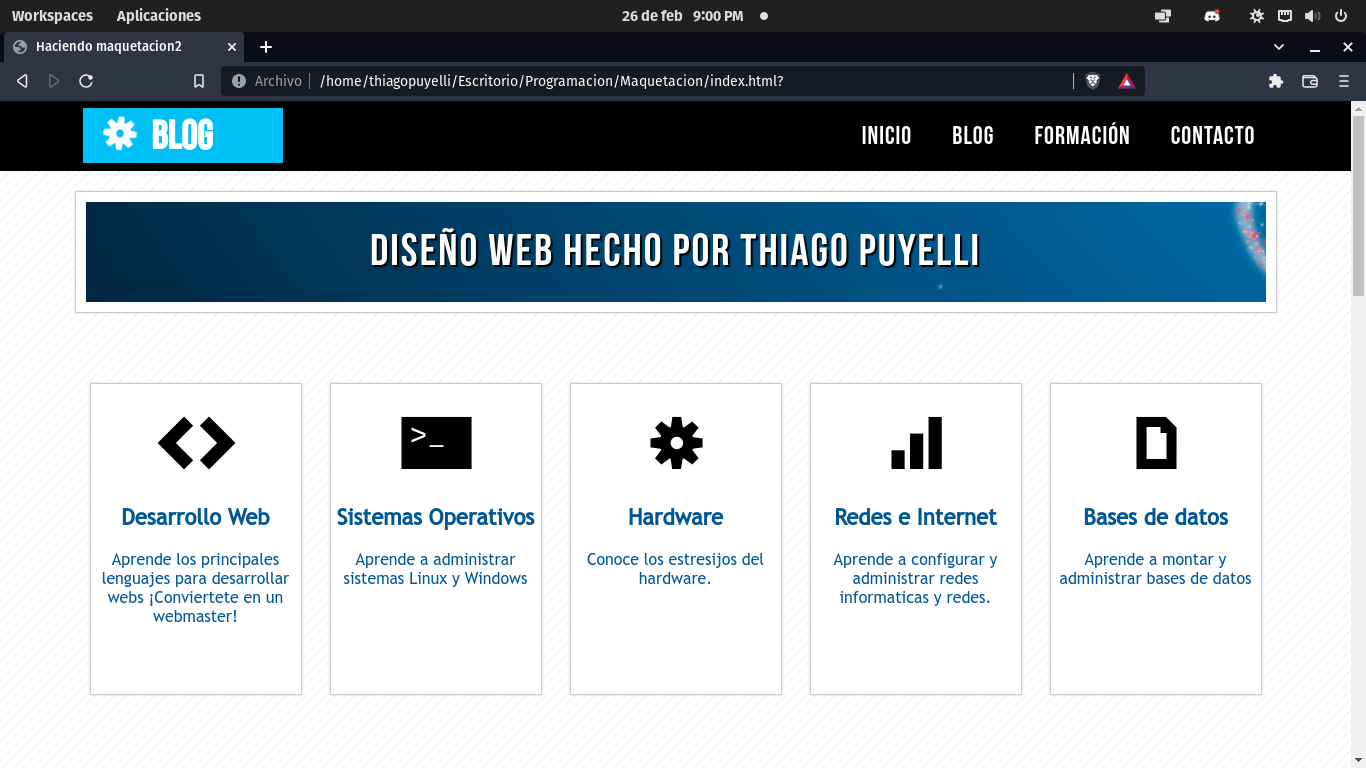 Workspaces Aplicaciones 26 de feb 9:00 PM
Haciendo maquetacion2
Archivo /home/thiagopuyelli/Escritorio/Programacion/Maquetacion/index.html?
BLOG INICIO BLOG FORMACIÓN CONTACTO
DISEÑO WEB HECHO POR THIAGO PUYELLI
>_
Desarrollo Web
Aprende los principales
lenguajes para desarrollar
webs ¡Conviertete en un
webmaster!
Sistemas Operativos
Aprende a administrar
sistemas Linux y Windows
Hardware
Conoce los estresijos del
hardware.
Redes e Internet
Aprende a configurar y
administrar redes
informaticas y redes.
Bases de datos
Aprende a montar y
administrar bases de datos